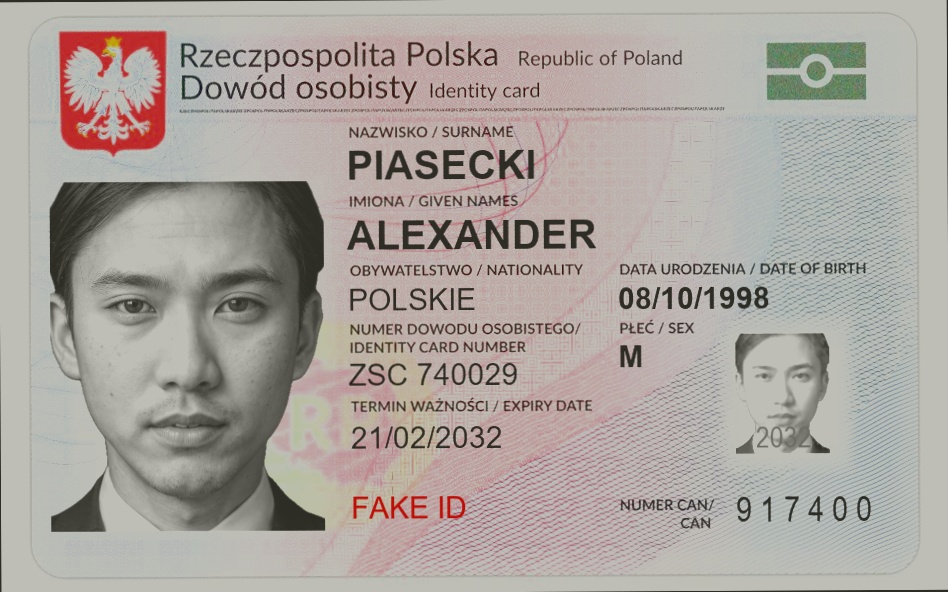 Rzeczpospolita Polska Republic of Poland
Dowód osobisty Identity card
NAZWISKO / SURNAME
PIASECKI
IMIONA / GIVEN NAMES
ALEXANDER
OBYWATELSTWO / NATIONALITY DATA URODZENIA / DATE OF BIRTH
POLSKIE 08/10/1998
NUMER DOWODU OSOBISTEGO/ PŁEĆ / SEX
IDENTITY CARD NUMBER M
ZSC 740029
TERMIN WAŻNOŚCI / EXPIRY DATE
21/02/2032 2032
RP
FAKE ID NUMER CAN/
CAN 917400